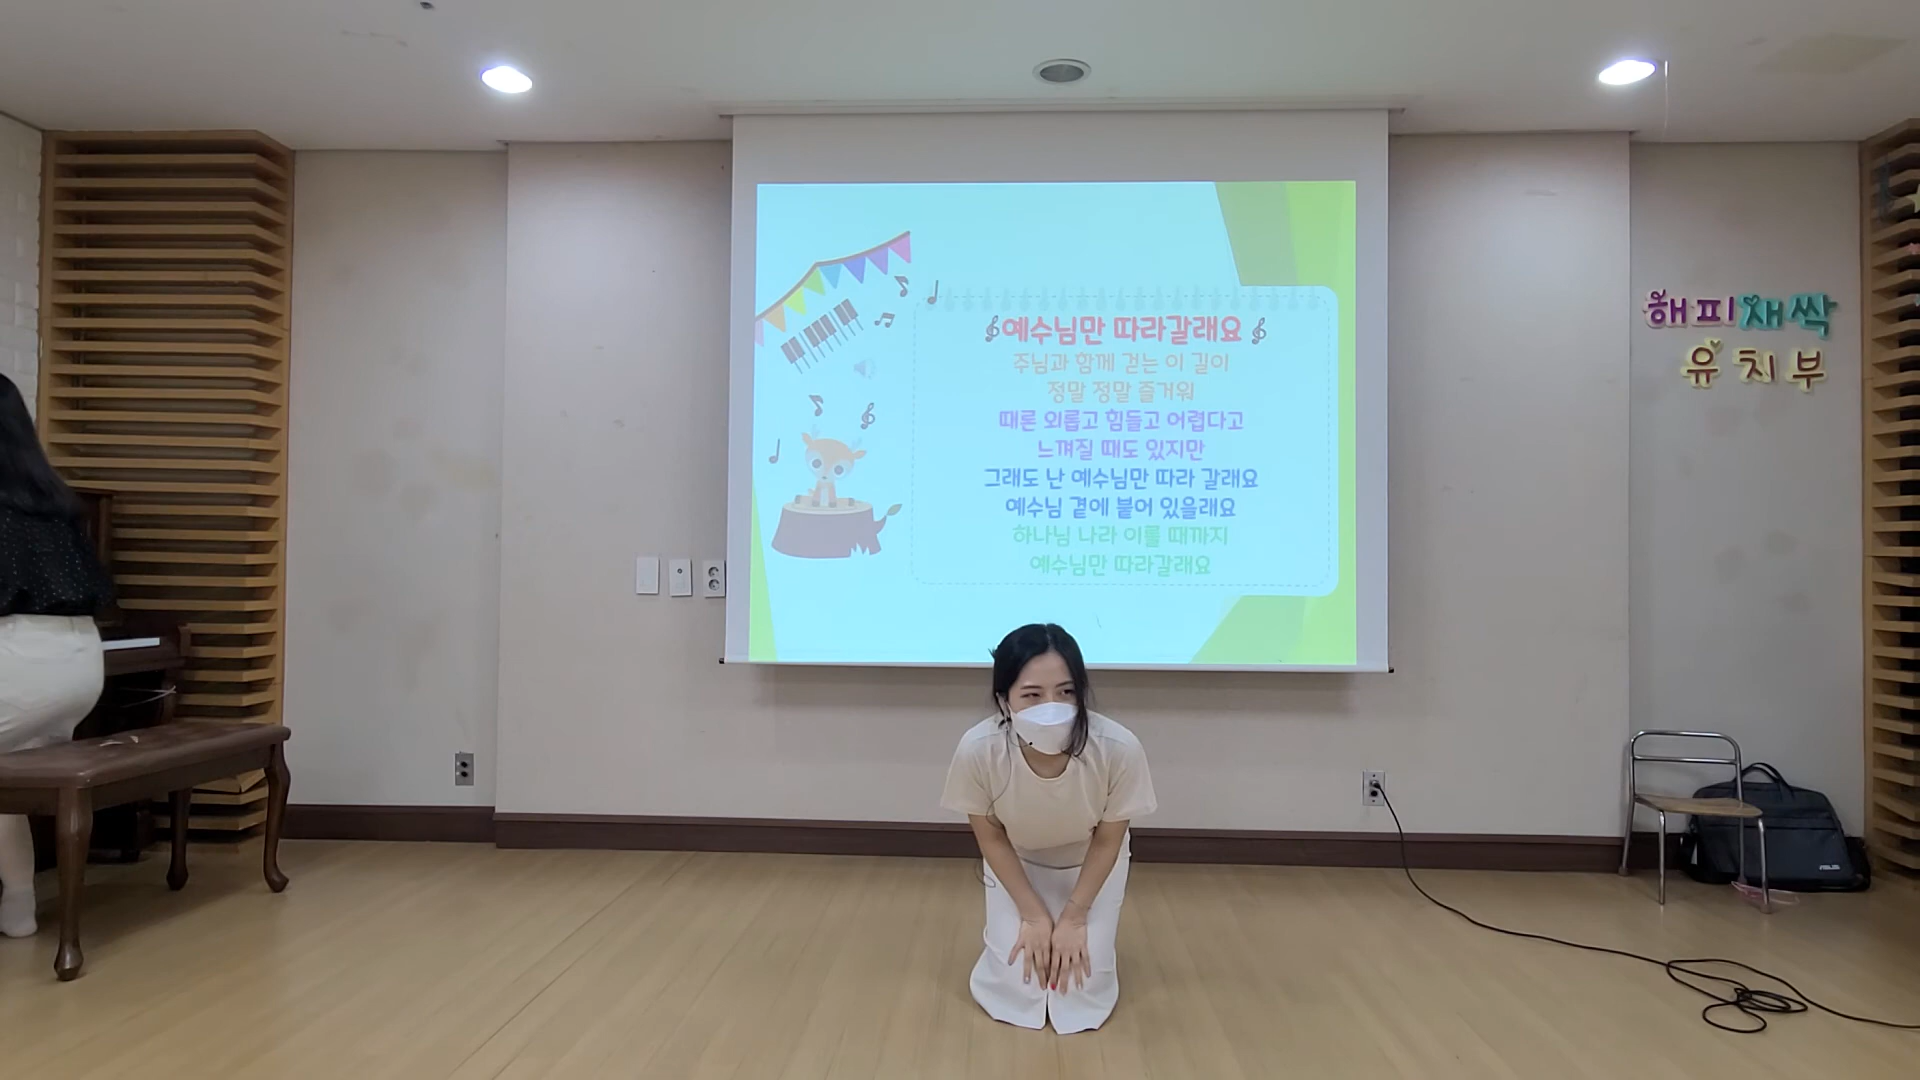 예수님만 따라갈래요
주님과 함께 걷는 이 길이
정말 정말 즐거워
때론 외롭고 힘들고 어렵다고
느껴질 때도 있지만
그래도 난 예수님만 따라 갈래요
예수님 곁에 붙어 있을래요
하나님 나라 이를 때까지
예수님만 따라갈래요
해피새싹
유치부
ASUS